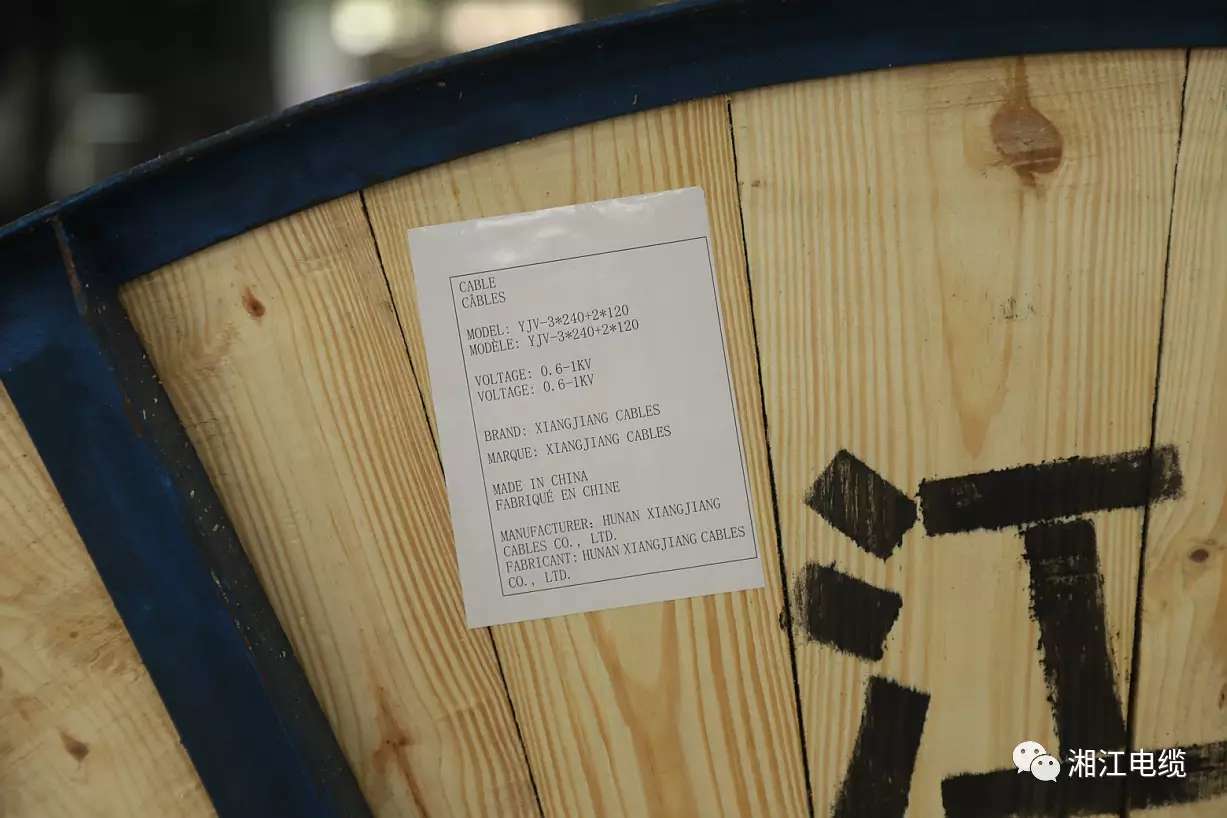 CABLE
CÂBLES
MODEL: YJV-3*240+2*120
MODÈLE: YJV-3*240+2*120
VOLTAGE: 0.6-1KV
VOLTAGE: 0.6-1KV
BRAND: XIANGJIANG CABLES
MARQUE: XIANGJIANG CABLES
MADE IN CHINA
FABRIQUÉ EN CHINE
MANUFACTURER: HUNAN XIANGJIANG
CABLES CO., LTD.
FABRICANT: HUNAN XIANGJIANG CABLES
CO., LTD.
江
湘江电缆